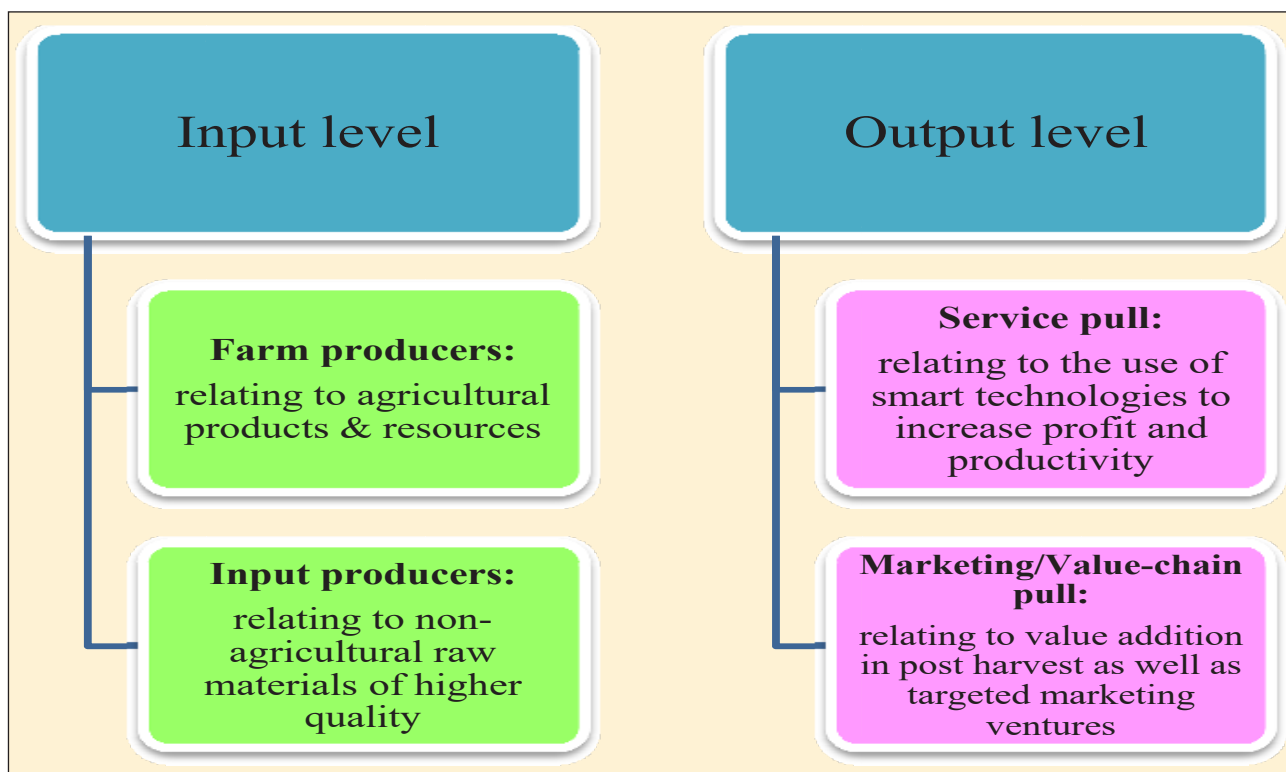 Input level
Farm producers:
relating to agricultural
products & resources
Input producers:
relating to non-
agricultural raw
materials of higher
quality
Output level
Service pull:
relating to the use of
smart technologies to
increase profit and
productivity
Marketing/Value-chain
pull:
relating to value addition
in post harvest as well as
targeted marketing
ventures